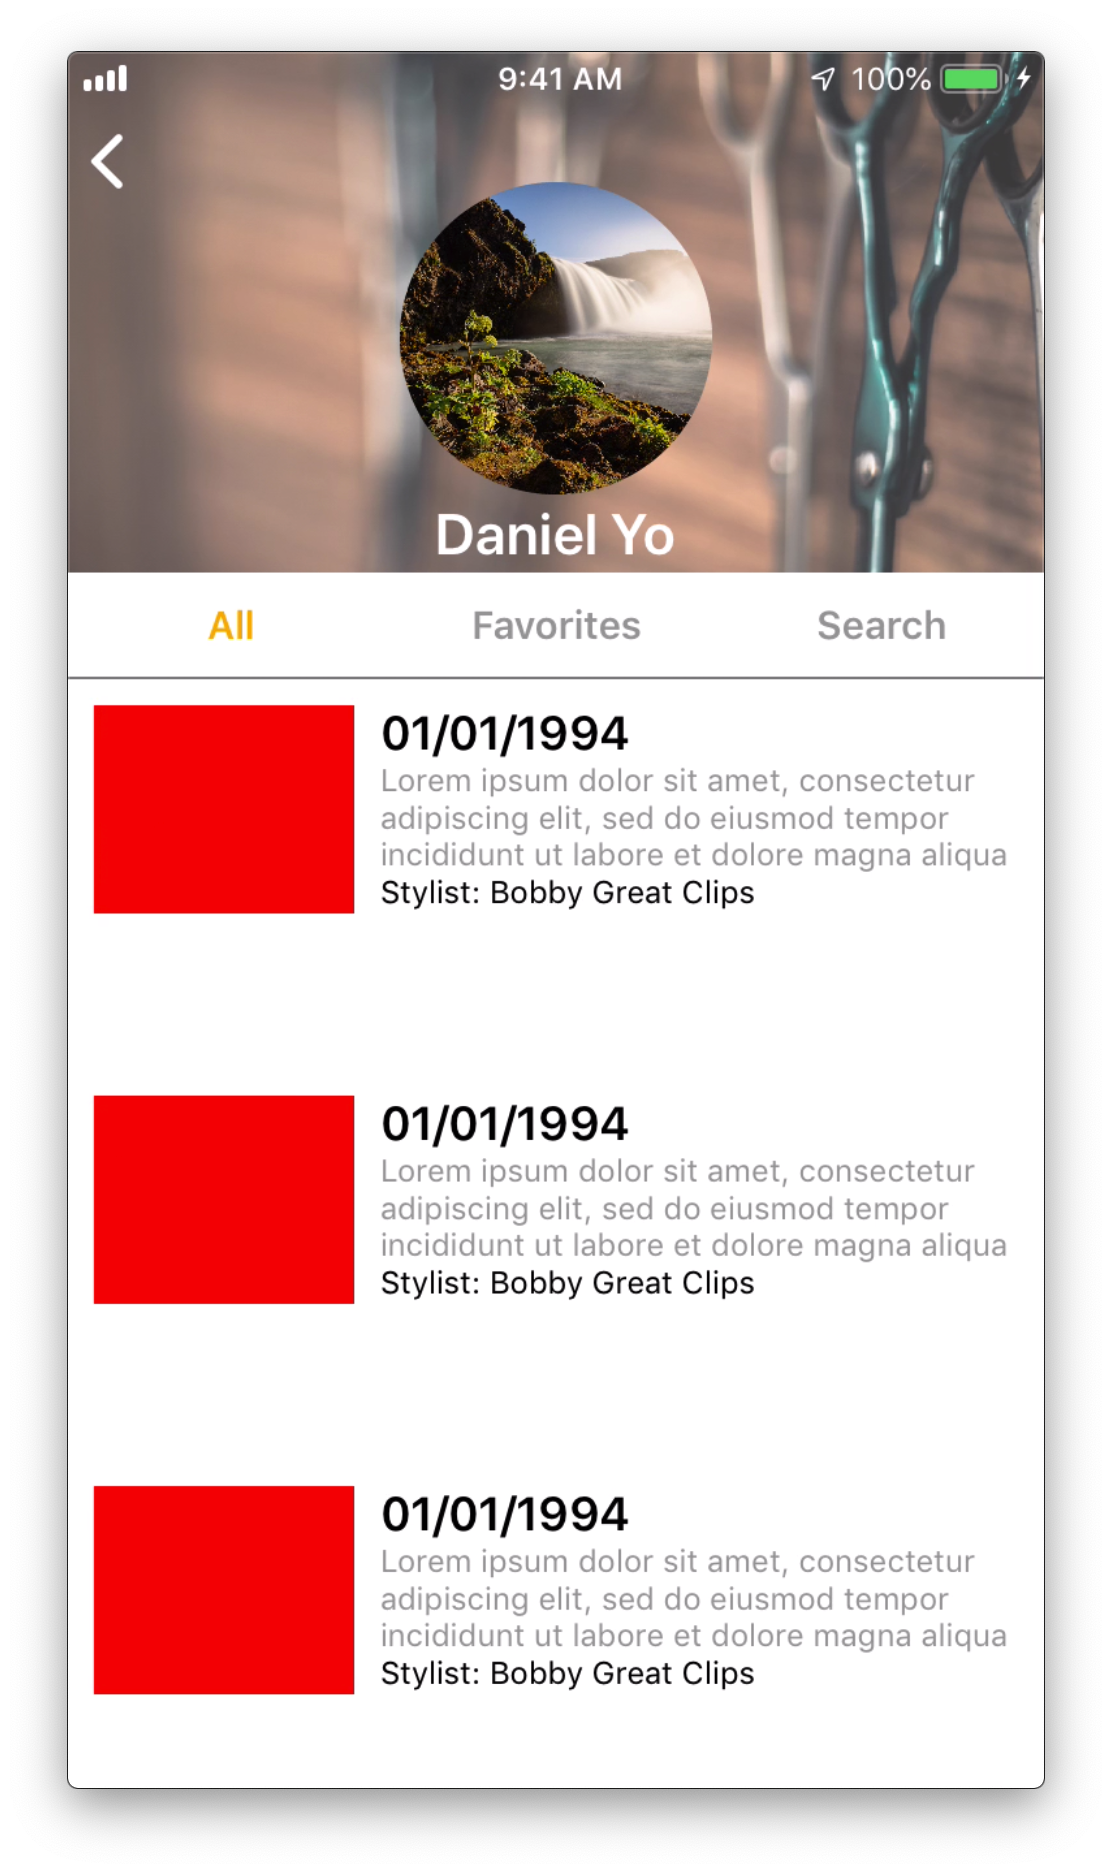 9:41 AM
100%
Daniel Yo
All
Favorites
Search
01/01/1994
Lorem ipsum dolor sit amet, consectetur
adipiscing elit, sed do eiusmod tempor
incididunt ut labore et dolore magna aliqua
Stylist: Bobby Great Clips
01/01/1994
Lorem ipsum dolor sit amet, consectetur
adipiscing elit, sed do eiusmod tempor
incididunt ut labore et dolore magna aliqua
Stylist: Bobby Great Clips
01/01/1994
Lorem ipsum dolor sit amet, consectetur
adipiscing elit, sed do eiusmod tempor
incididunt ut labore et dolore magna aliqua
Stylist: Bobby Great Clips